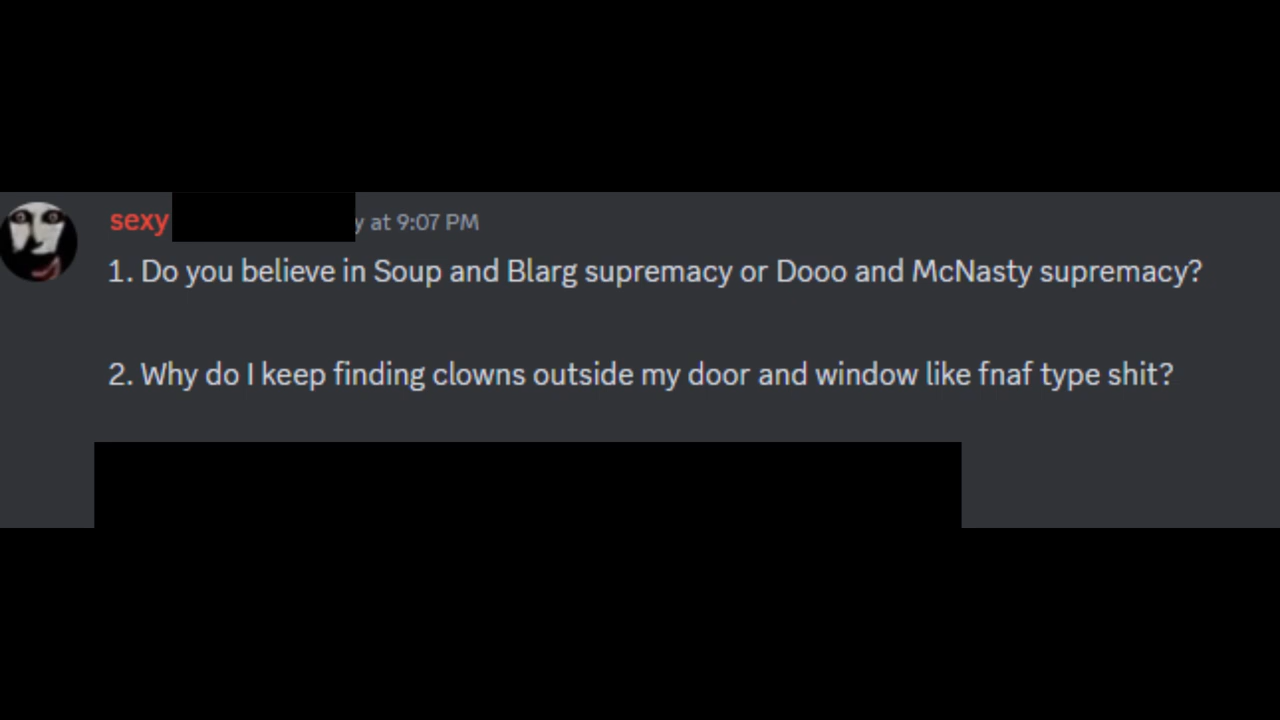 sexy y at 9:07 PM
1. Do you believe in Soup and Blarg supremacy or Dooo and McNasty supremacy?
2. Why do I keep finding clowns outside my door and window like fnaf type shit?